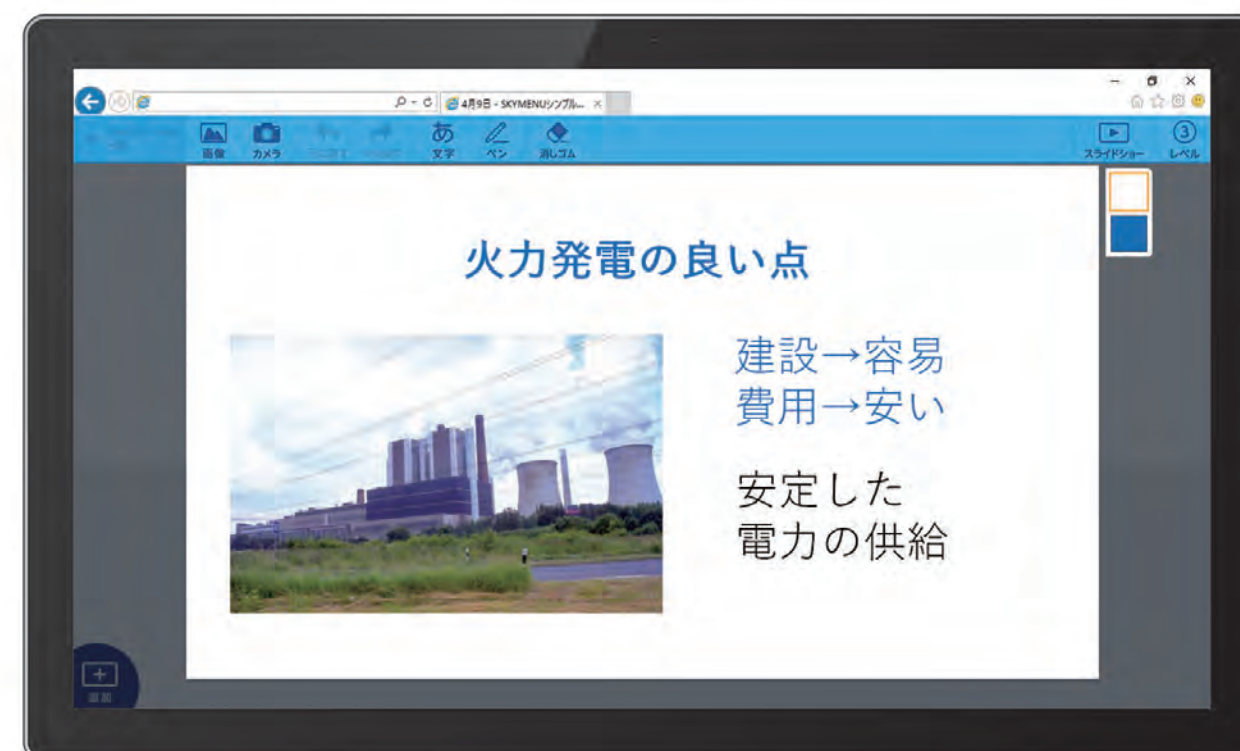 4月9日 - SKYMENUシンプル...
画像
カメラ
文字
ペン
消しゴム
スライドショー
3
レベル
火力発電の良い点
建設→容易
費用→安い
安定した
電力の供給
追加